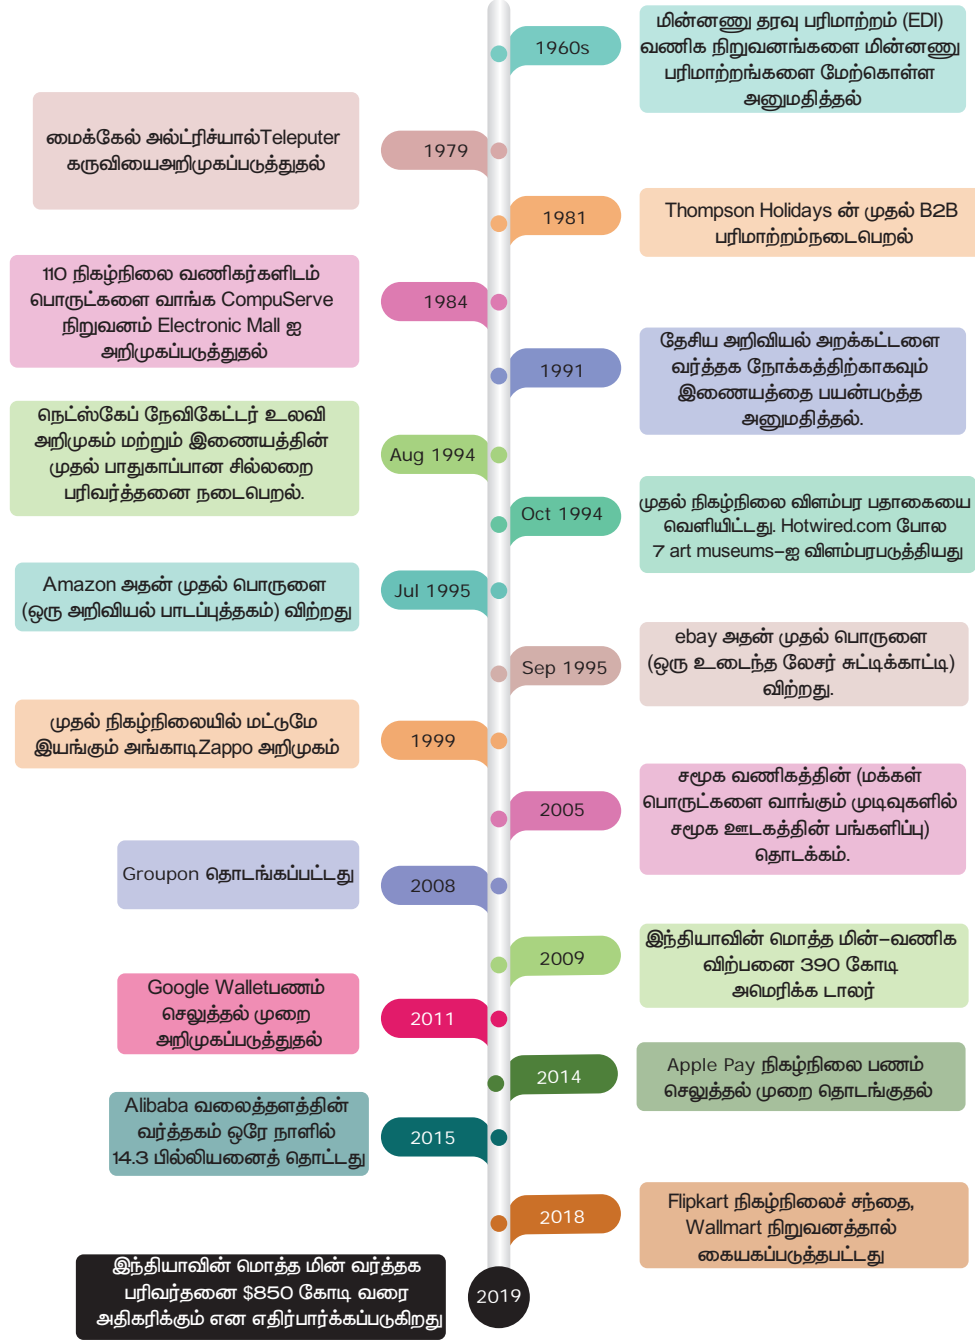 1960s
மின்னணு தரவு பரிமாற்றம் (EDI)
வணிக நிறுவனங்களை மின்னணு
பரிமாற்றங்களை மேற்கொள்ள
அனுமதித்தல்
மைக்கேல் அல்ட்ரிச்யால்Teleputer
கருவியைஅறிமுகப்படுத்துதல்
1979
1981
Thompson Holidays ன் முதல் B2B
பரிமாற்றம்நடைபெறல்
110 நிகழ்நிலை வணிகர்களிடம்
பொருட்களை வாங்க CompuServe
நிறுவனம் Electronic Mall ஐ
அறிமுகப்படுத்துதல்
1984
1991
தேசிய அறிவியல் அறக்கட்டளை
வர்த்தக நோக்கத்திற்காகவும்
இணையத்தை பயன்படுத்த
அனுமதித்தல்.
நெட்ஸ்கேப் நேவிகேட்டர் உலவி
அறிமுகம் மற்றும் இணையத்தின்
முதல் பாதுகாப்பான சில்லறை
பரிவர்த்தனை நடைபெறல்.
Aug 1994
Oct 1994
முதல் நிகழ்நிலை விளம்பர பதாகையை
வெளியிட்டது. Hotwired.com போல
7 art museums-ஐ விளம்பரபடுத்தியது
Amazon அதன் முதல் பொருளை
(ஒரு அறிவியல் பாடப்புத்தகம்) விற்றது
Jul 1995
Sep 1995
ebay அதன் முதல் பொருளை
(ஒரு உடைந்த லேசர் சுட்டிக்காட்டி)
விற்றது.
முதல் நிகழ்நிலையில் மட்டுமே
இயங்கும் அங்காடிZappo அறிமுகம்
1999
2005
சமூக வணிகத்தின் (மக்கள்
பொருட்களை வாங்கும் முடிவுகளில்
சமூக ஊடகத்தின் பங்களிப்பு)
தொடக்கம்.
Groupon தொடங்கப்பட்டது
2008
2009
இந்தியாவின் மொத்த மின்-வணிக
விற்பனை 390 கோடி
அமெரிக்க டாலர்
Google Walletபணம்
செலுத்தல் முறை
அறிமுகப்படுத்துதல்
2011
2014
Apple Pay நிகழ்நிலை பணம்
செலுத்தல் முறை தொடங்குதல்
Alibaba வலைத்தளத்தின்
வர்த்தகம் ஒரே நாளில்
14.3 பில்லியனைத் தொட்டது
2015
2018
Flipkart நிகழ்நிலைச் சந்தை,
Wallmart நிறுவனத்தால்
கையகப்படுத்தபட்டது
இந்தியாவின் மொத்த மின் வர்த்தக
பரிவர்தனை $850 கோடி வரை
அதிகரிக்கும் என எதிர்பார்க்கப்படுகிறது
2019